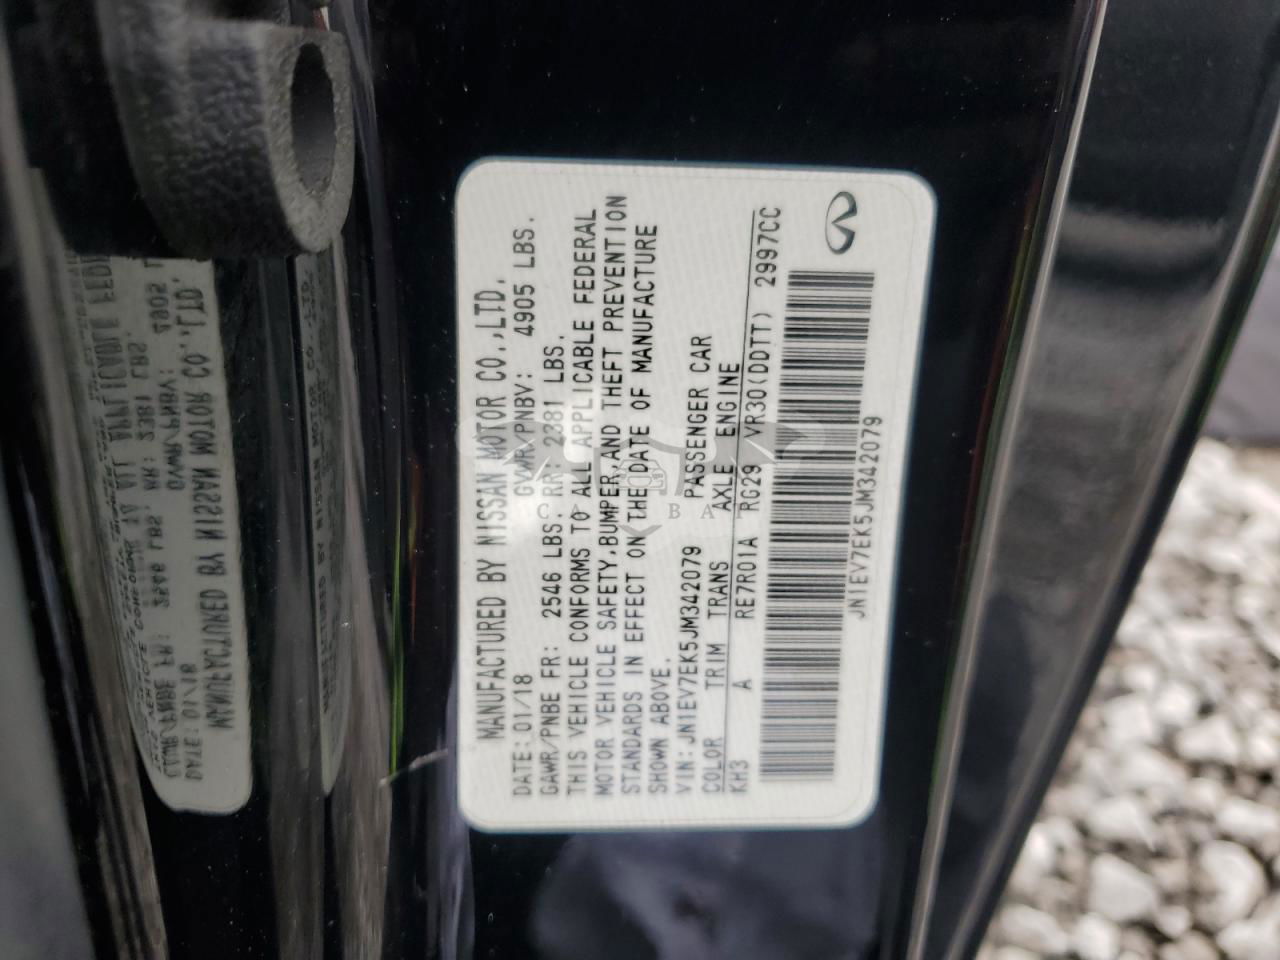 MANUFACTURED BY NISSAN MOTOR CO.,LTD.
DATE: 01/18 GVWR/PNBV: 4905 LBS.
GAWR/PNBE FR: 2546 LBS. RR: 2381 LBS.
THIS VEHICLE CONFORMS TO ALL APPLICABLE FEDERAL
MOTOR VEHICLE SAFETY,BUMPER,AND THEFT PREVENTION
STANDARDS IN EFFECT ON THE DATE OF MANUFACTURE
SHOWN ABOVE.
VIN: JN1EV7EK5JM342079 PASSENGER CAR
COLOR TRIM TRANS AXLE ENGINE
KH3 A RE7R01A RG29 VR30(DDTT) 2997CC
JN1EV7EK5JM342079